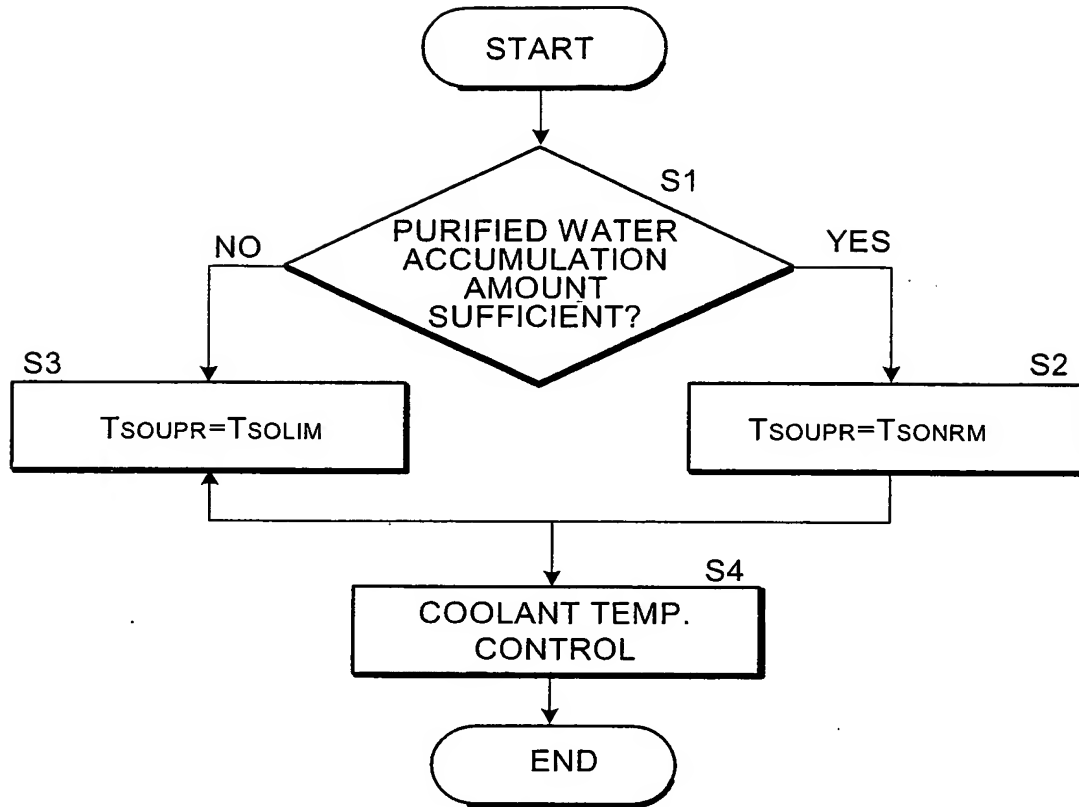 START
S1
PURIFIED WATER
ACCUMULATION
AMOUNT
SUFFICIENT?
NO
YES
S3
TSOUPR=TSOLIM
S2
TSOUPR=TSONRM
S4
COOLANT TEMP.
CONTROL
END